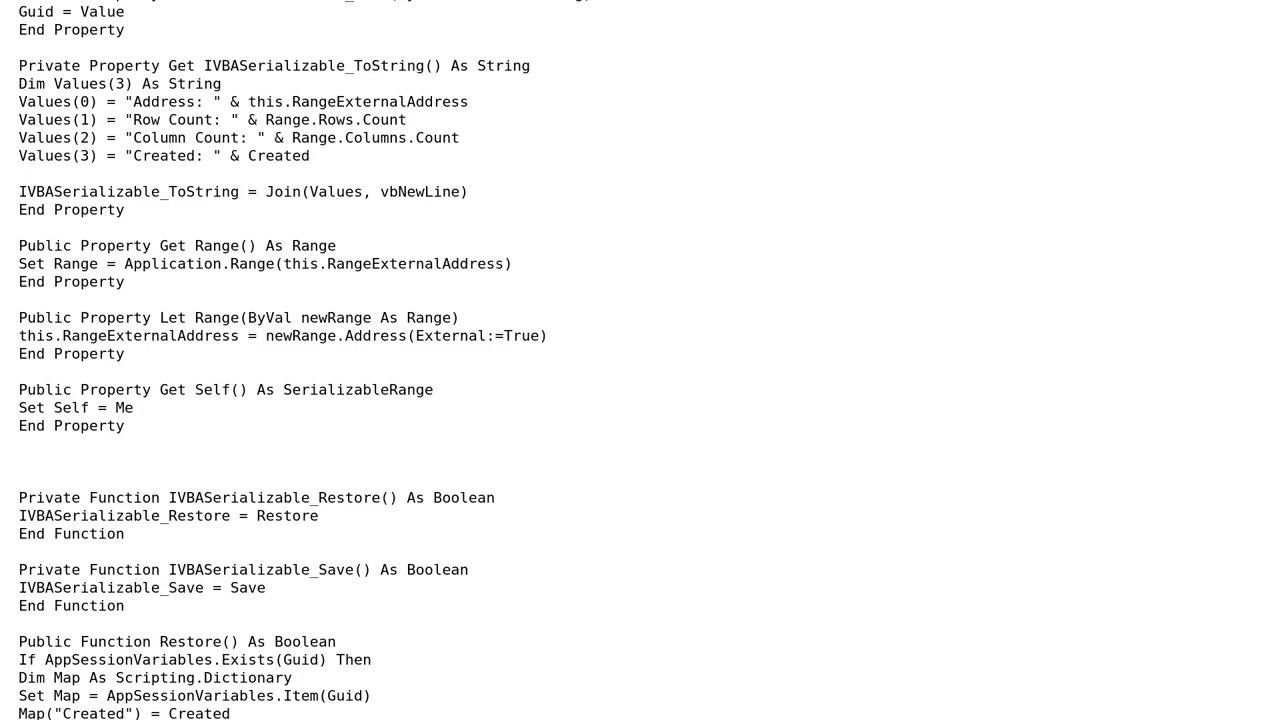 Guid = Value
End Property
Private Property Get IVBASerializable_ToString() As String
Dim Values(3) As String
Values(0) = "Address: " & this.RangeExternalAddress
Values(1) = "Row Count: " & Range.Rows.Count
Values(2) = "Column Count: " & Range.Columns.Count
Values(3) = "Created: " & Created
IVBASerializable_ToString = Join(Values, vbNewLine)
End Property
Public Property Get Range() As Range
Set Range = Application.Range(this.RangeExternalAddress)
End Property
Public Property Let Range(ByVal newRange As Range)
this.RangeExternalAddress = newRange.Address(External:=True)
End Property
Public Property Get Self() As SerializableRange
Set Self = Me
End Property
Private Function IVBASerializable_Restore() As Boolean
IVBASerializable_Restore = Restore
End Function
Private Function IVBASerializable_Save() As Boolean
IVBASerializable_Save = Save
End Function
Public Function Restore() As Boolean
If AppSessionVariables.Exists(Guid) Then
Dim Map As Scripting.Dictionary
Set Map = AppSessionVariables.Item(Guid)
Map("Created") = Created